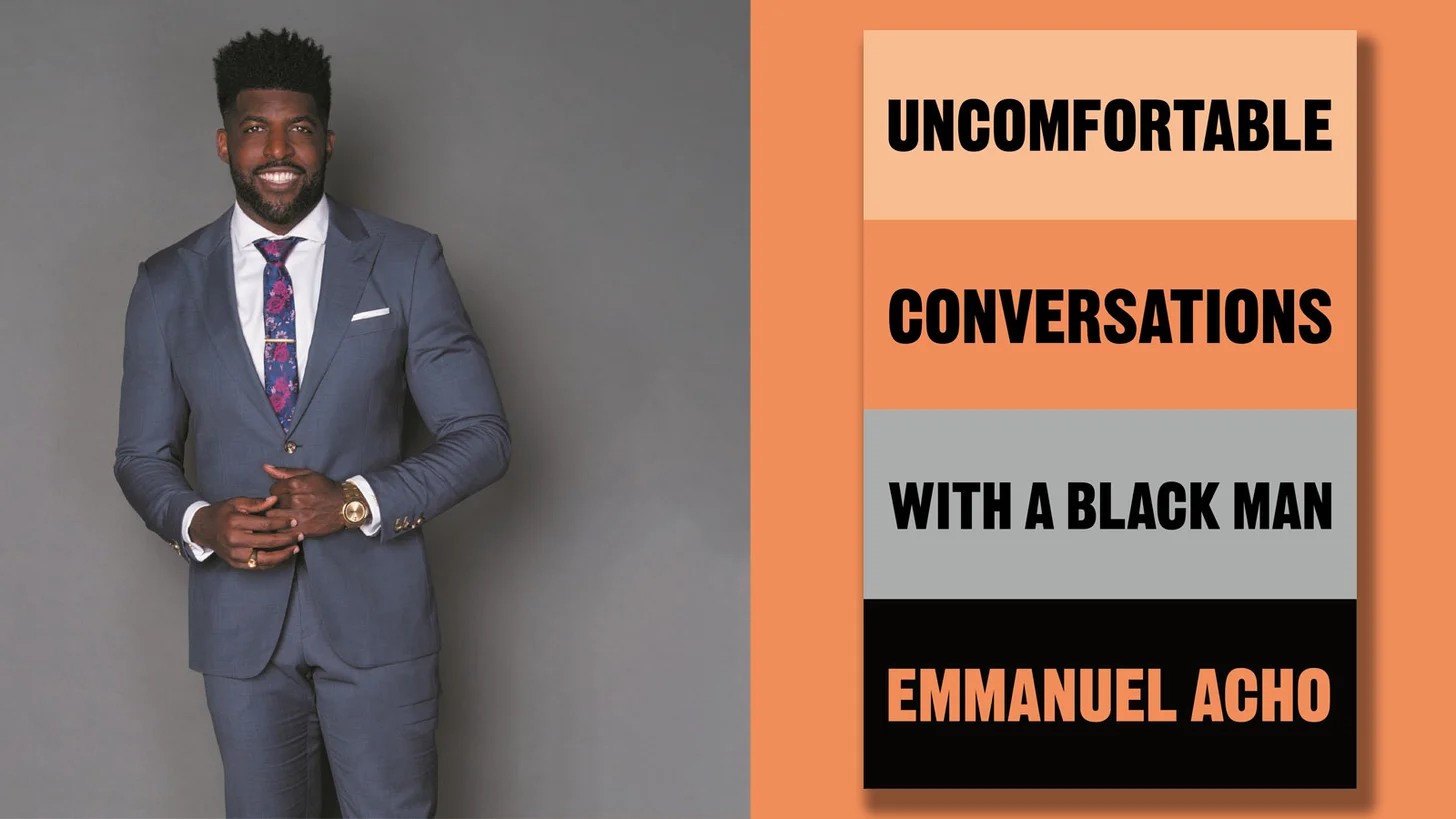 UNCOMFORTABLE
CONVERSATIONS
WITH A BLACK MAN
EMMANUEL ACHO